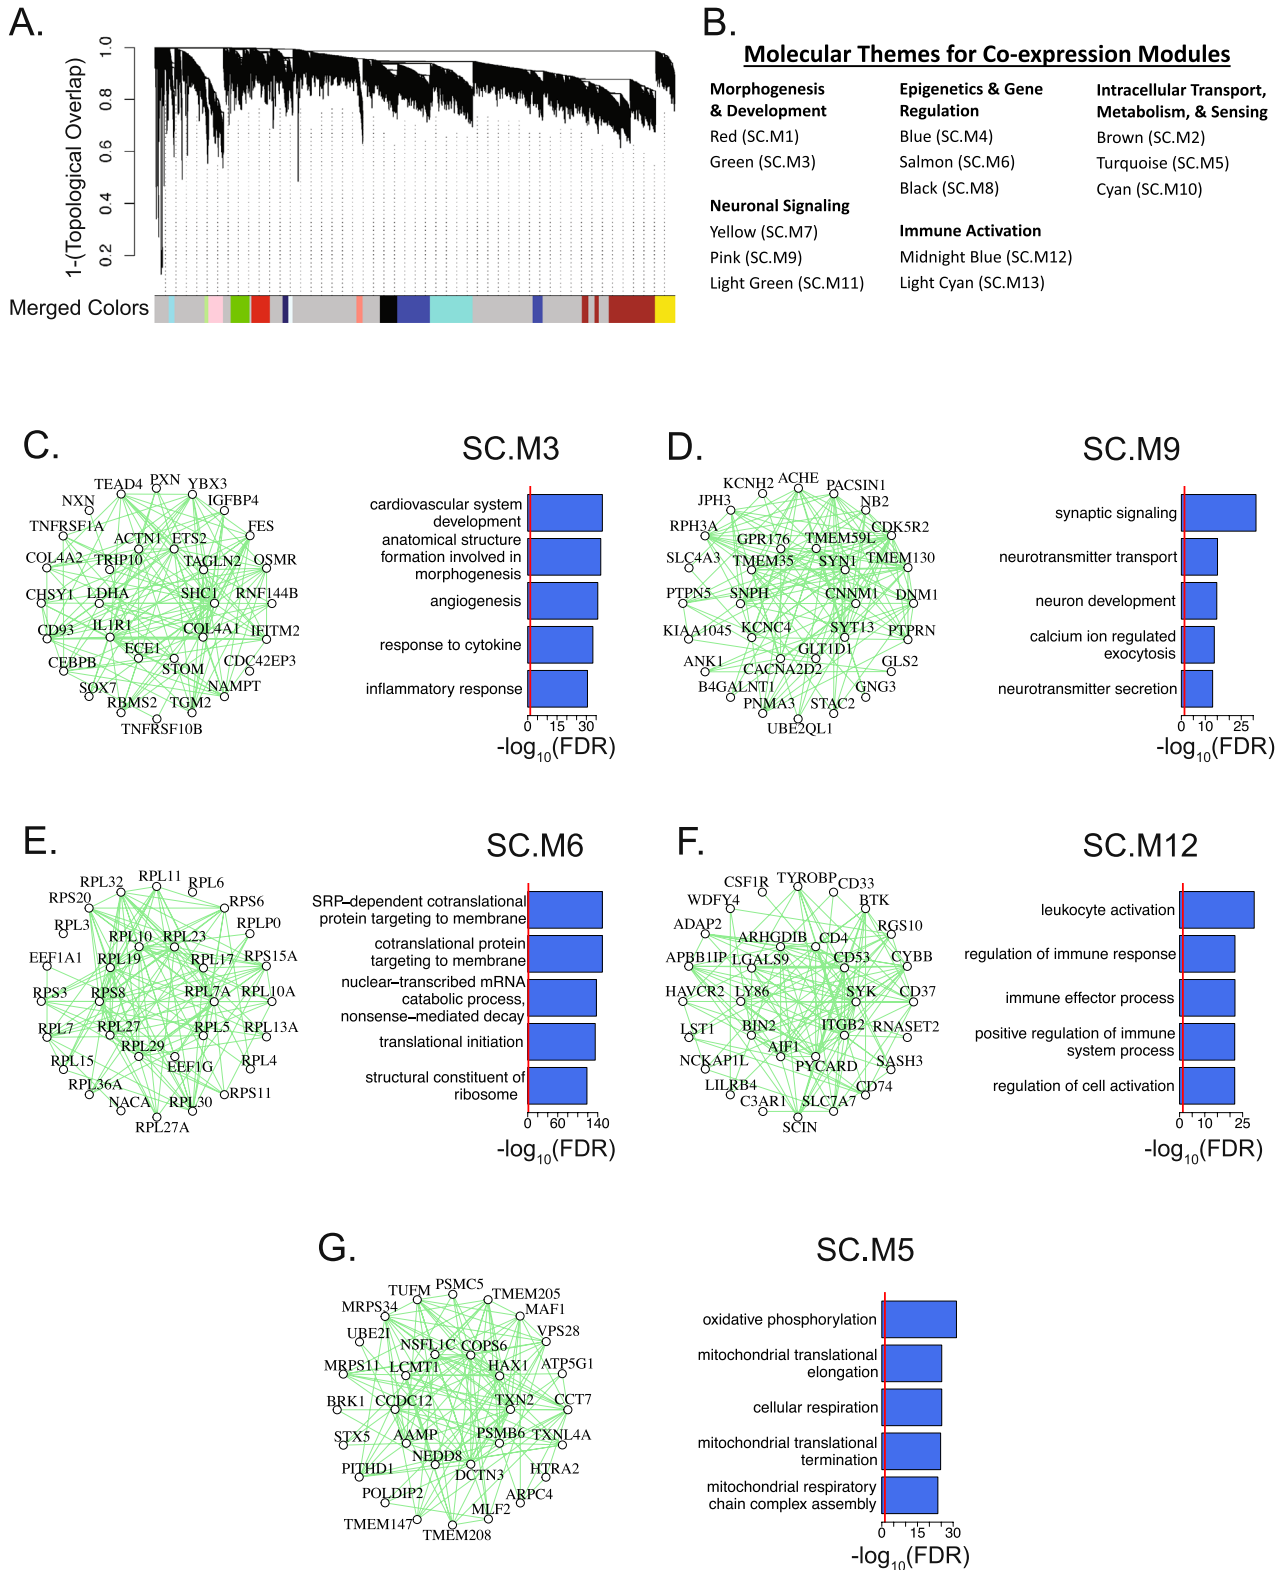 A.
1-(Topological Overlap)
1.0
0.8
0.6
0.4
0.2
Merged Colors
B.
Molecular Themes for Co-expression Modules
Morphogenesis
& Development
Red (SC.M1)
Green (SC.M3)
Neuronal Signaling
Yellow (SC.M7)
Pink (SC.M9)
Light Green (SC.M11)
Epigenetics & Gene
Regulation
Blue (SC.M4)
Salmon (SC.M6)
Black (SC.M8)
Immune Activation
Midnight Blue (SC.M12)
Light Cyan (SC.M13)
Intracellular Transport,
Metabolism, & Sensing
Brown (SC.M2)
Turquoise (SC.M5)
Cyan (SC.M10)
C.
SC.M3
PXN
TEAD4
YBX3
NXN
IGFBP4
TNFRSF1A
FES
ACTN1
ETS2
COL4A2
TRIP10
TAGLN2
OSMR
CHSY1
LDHA
SHC1
RNF144B
CD93
IL1R1
COL4A1
IFITM2
ECE1
CEBPB
STOM
CDC42EP3
SOX7
NAMPT
RBMS2
TGM2
TNFRSF10B
cardiovascular system
development
anatomical structure
formation involved in
morphogenesis
angiogenesis
response to cytokine
inflammatory response
0 15 30
-log10(FDR)
D.
SC.M9
ACHE
KCNH2
PACSIN1
JPH3
NB2
RPH3A
CDK5R2
GPR176
TMEM59L
SLC4A3
TMEM35
SYN1
TMEM130
PTPN5
SNPH
CNNM1
DNM1
KIAA1045
KCNC4
SYT13
PTPRN
GLT1D1
ANK1
CACNA2D2
GLS2
B4GALNT1
GNG3
PNMA3
STAC2
UBE2QL1
synaptic signaling
neurotransmitter transport
neuron development
calcium ion regulated
exocytosis
neurotransmitter secretion
0 10 25
-log10(FDR)
E.
SC.M6
RPL11
RPL32
RPL6
RPS20
RPS6
RPL3
RPLP0
RPL10
RPL23
EEF1A1
RPL19
RPL17
RPS15A
RPS3
RPS8
RPL7A
RPL10A
RPL7
RPL27
RPL5
RPL13A
RPL29
RPL15
EEF1G
RPL4
RPL36A
RPS11
NACA
RPL30
RPL27A
SRP–dependent cotranslational
protein targeting to membrane
cotranslational protein
targeting to membrane
nuclear–transcribed mRNA
catabolic process,
nonsense–mediated decay
translational initiation
structural constituent of
ribosome
0 60 140
-log10(FDR)
F.
SC.M12
TYROBP
CSF1R
CD33
WDFY4
BTK
ADAP2
RGS10
ARHGDIB
CD4
APBB1IP
LGALS9
CD53
CYBB
HAVCR2
LY86
SYK
CD37
LST1
BIN2
ITGB2
RNASET2
AIF1
NCKAP1L
PYCARD
SASH3
LILRB4
CD74
C3AR1
SLC7A7
SCIN
leukocyte activation
regulation of immune response
immune effector process
positive regulation of immune
system process
regulation of cell activation
0 10 25
-log10(FDR)
G.
SC.M5
PSMC5
TUFM
TMEM205
MRPS34
MAF1
UBE2I
VPS28
NSFL1C
COPS6
MRPS11
LCMT1
HAX1
ATP5G1
BRK1
CCDC12
TXN2
CCT7
STX5
AAMP
PSMB6
TXNL4A
NEDD8
PITHD1
DCTN3
HTRA2
POLDIP2
ARPC4
TMEM147
MLF2
TMEM208
oxidative phosphorylation
mitochondrial translational
elongation
cellular respiration
mitochondrial translational
termination
mitochondrial respiratory
chain complex assembly
0 15 30
-log10(FDR)